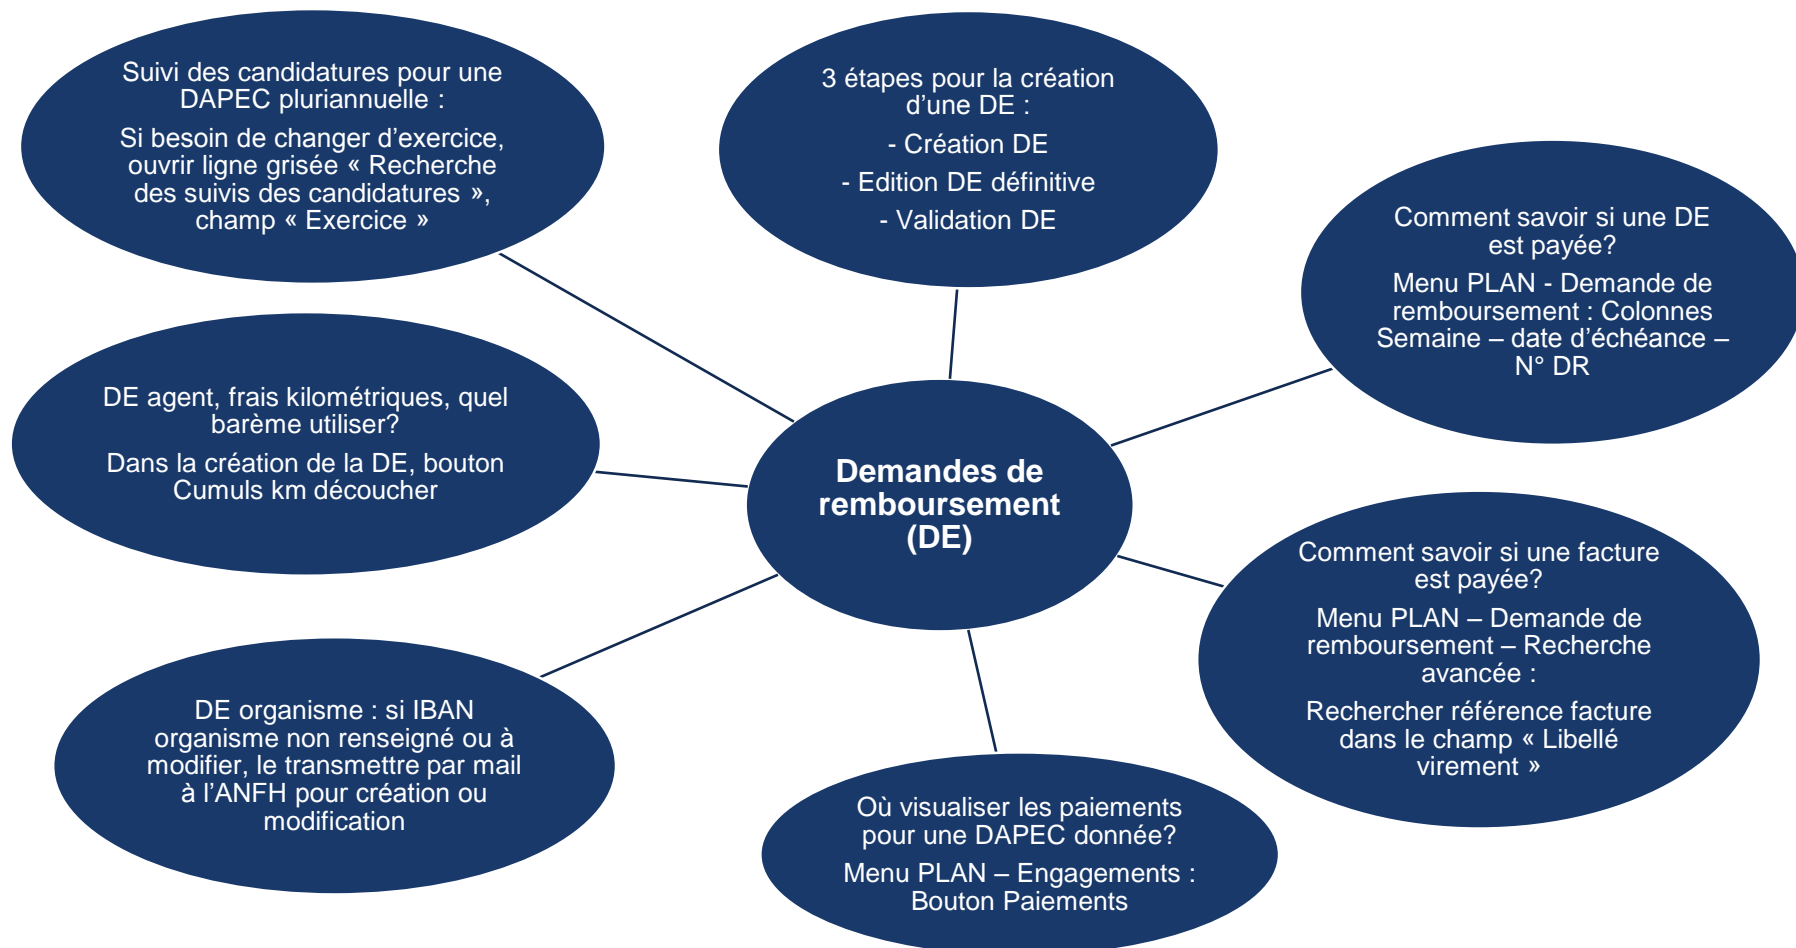 Suivi des candidatures pour une
DAPEC pluriannuelle :
Si besoin de changer d’exercice,
ouvrir ligne grisée « Recherche
des suivis des candidatures »,
champ « Exercice »
3 étapes pour la création
d’une DE :
- Création DE
- Edition DE définitive
- Validation DE
Comment savoir si une DE
est payée?
Menu PLAN - Demande de
remboursement : Colonnes
Semaine – date d’échéance –
N° DR
DE agent, frais kilométriques, quel
barème utiliser?
Dans la création de la DE, bouton
Cumuls km découcher
Demandes de
remboursement
(DE)
Comment savoir si une facture
est payée?
Menu PLAN – Demande de
remboursement – Recherche
avancée :
Rechercher référence facture
dans le champ « Libellé
virement »
DE organisme : si IBAN
organisme non renseigné ou à
modifier, le transmettre par mail
à l’ANFH pour création ou
modification
Où visualiser les paiements
pour une DAPEC donnée?
Menu PLAN – Engagements :
Bouton Paiements